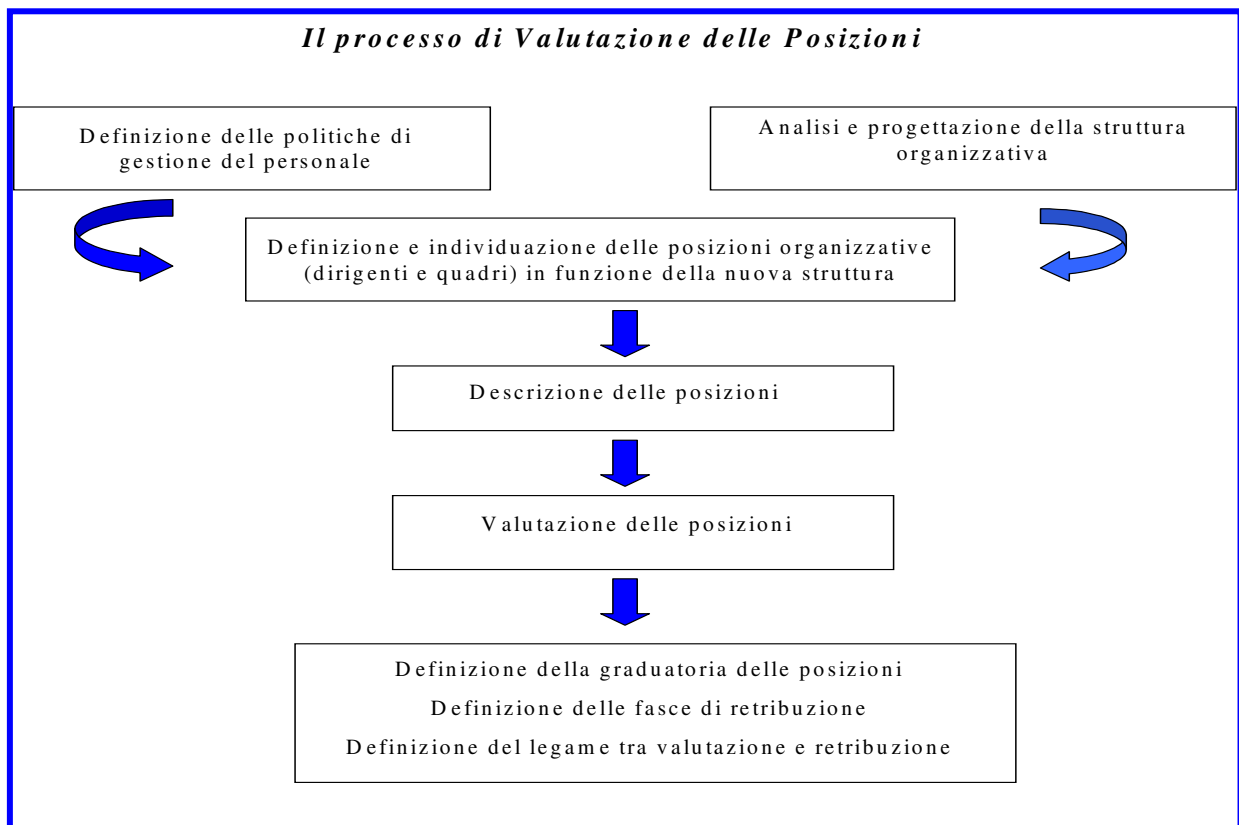 Il processo di Valutazione delle Posizioni
Definizione delle politiche di
gestione del personale
Analisi e progettazione della struttura
organizzativa
Definizione e individuazione delle posizioni organizzative
(dirigenti e quadri) in funzione della nuova struttura
Descrizione delle posizioni
Valutazione delle posizioni
Definizione della graduatoria delle posizioni
Definizione delle fasce di retribuzione
Definizione del legame tra valutazione e retribuzione